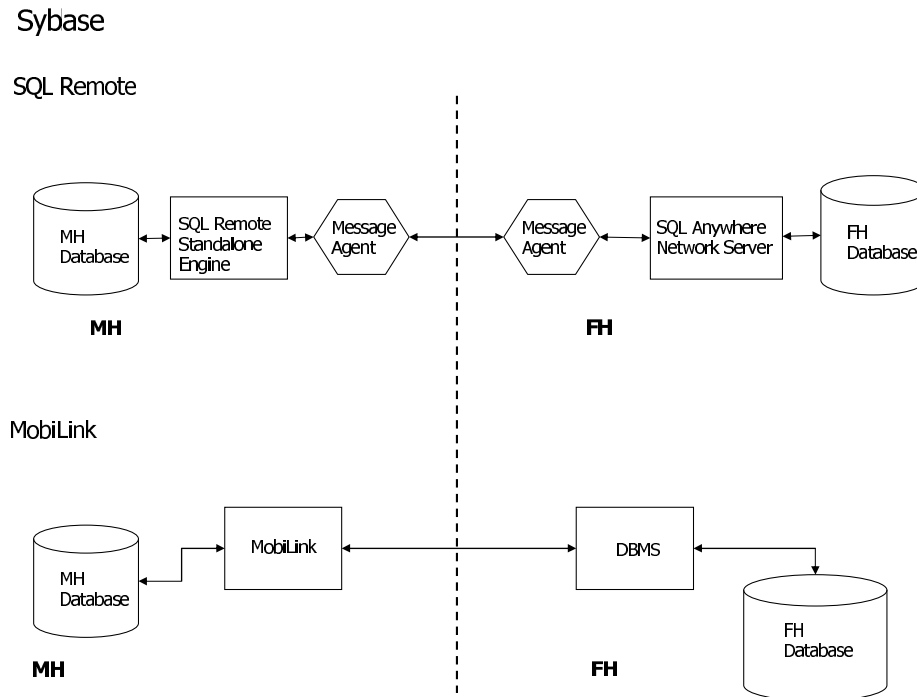 Sybase
SQL Remote
MH
Database
SQL Remote
Standalone
Engine
Message
Agent
Message
Agent
SQL Anywhere
Network Server
FH
Database
MH
FH
MobiLink
MH
Database
MobiLink
DBMS
FH
Database
MH
FH